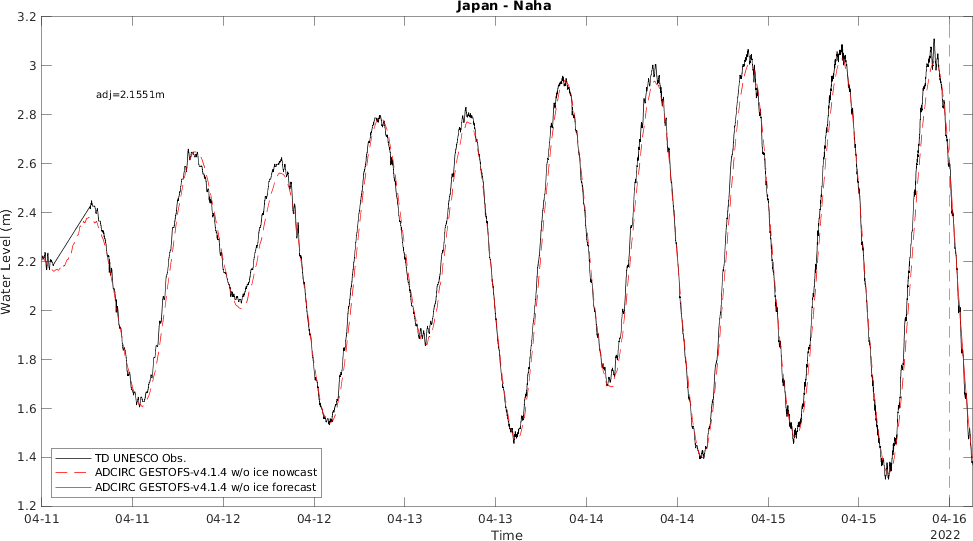 Japan - Naha
3.2
3
2.8
2.6
2.4
2.2
2
1.8
1.6
1.4
1.2
Water Level (m)
adj=2.1551m
TD UNESCO Obs.
ADCIRC GESTOFS-v4.1.4 w/o ice nowcast
ADCIRC GESTOFS-v4.1.4 w/o ice forecast
04-11 04-11 04-12 04-12 04-13 04-13 04-14 04-14 04-15 04-15 04-16
2022
Time